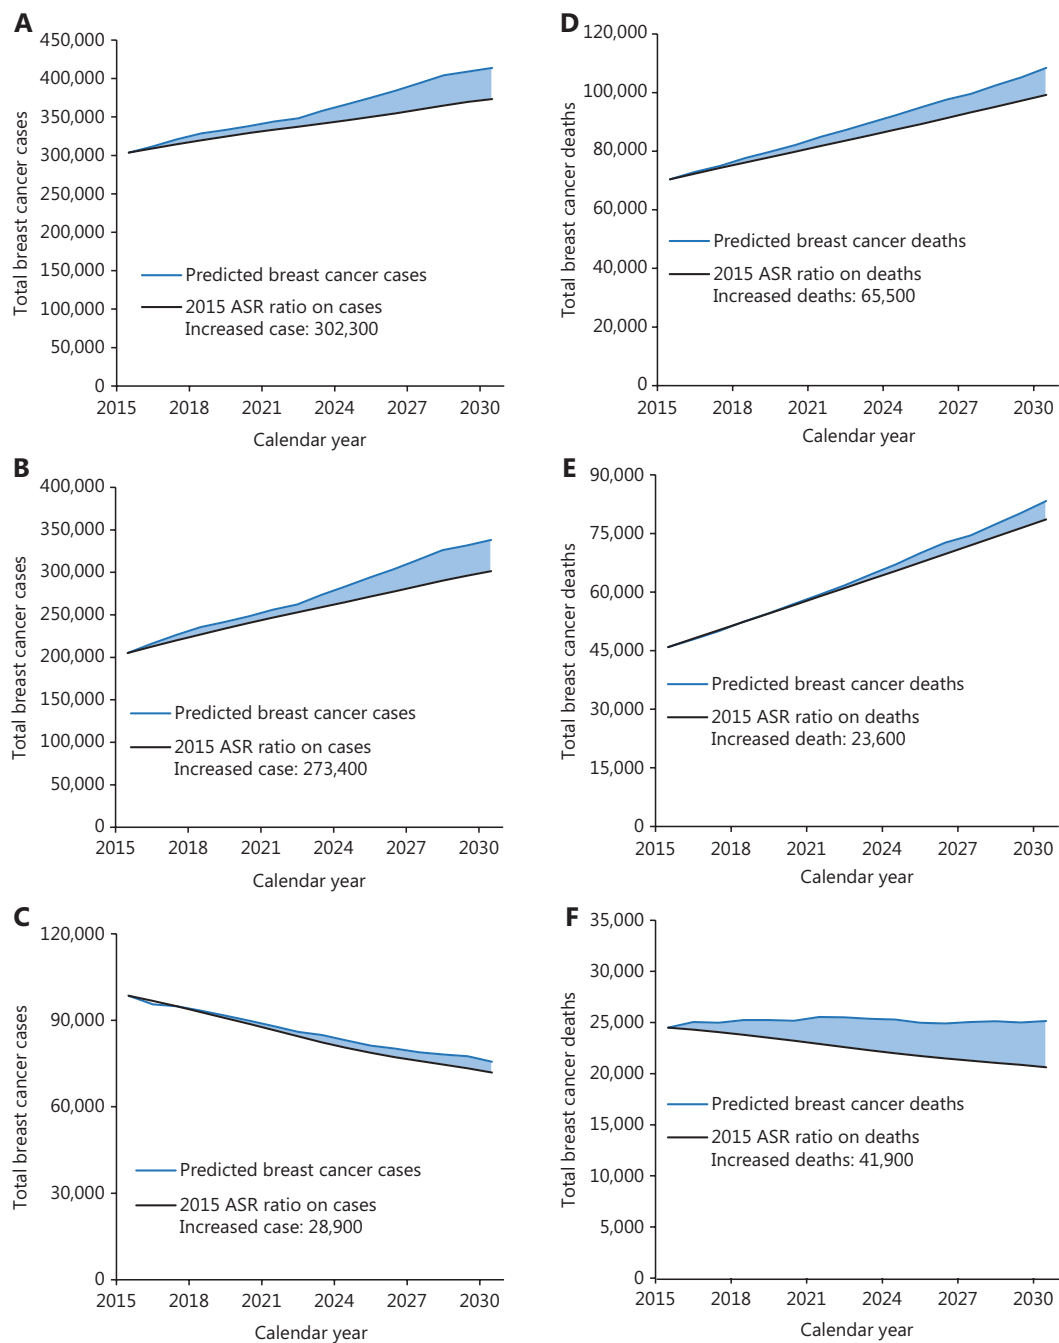 A
Total breast cancer cases
450,000
400,000
350,000
300,000
250,000
200,000
150,000
100,000
50,000
0
Predicted breast cancer cases
2015 ASR ratio on cases
Increased case: 302,300
2015 2018 2021 2024 2027 2030
Calendar year
D
Total breast cancer deaths
120,000
100,000
80,000
60,000
40,000
20,000
0
Predicted breast cancer deaths
2015 ASR ratio on deaths
Increased deaths: 65,500
2015 2018 2021 2024 2027 2030
Calendar year
B
Total breast cancer cases
400,000
350,000
300,000
250,000
200,000
150,000
100,000
50,000
0
Predicted breast cancer cases
2015 ASR ratio on cases
Increased case: 273,400
2015 2018 2021 2024 2027 2030
Calendar year
E
Total breast cancer deaths
90,000
75,000
60,000
45,000
30,000
15,000
0
Predicted breast cancer deaths
2015 ASR ratio on deaths
Increased death: 23,600
2015 2018 2021 2024 2027 2030
Calendar year
C
Total breast cancer cases
120,000
90,000
60,000
30,000
0
Predicted breast cancer cases
2015 ASR ratio on cases
Increased case: 28,900
2015 2018 2021 2024 2027 2030
Calendar year
F
Total breast cancer deaths
35,000
30,000
25,000
20,000
15,000
10,000
5,000
0
Predicted breast cancer deaths
2015 ASR ratio on deaths
Increased deaths: 41,900
2015 2018 2021 2024 2027 2030
Calendar year